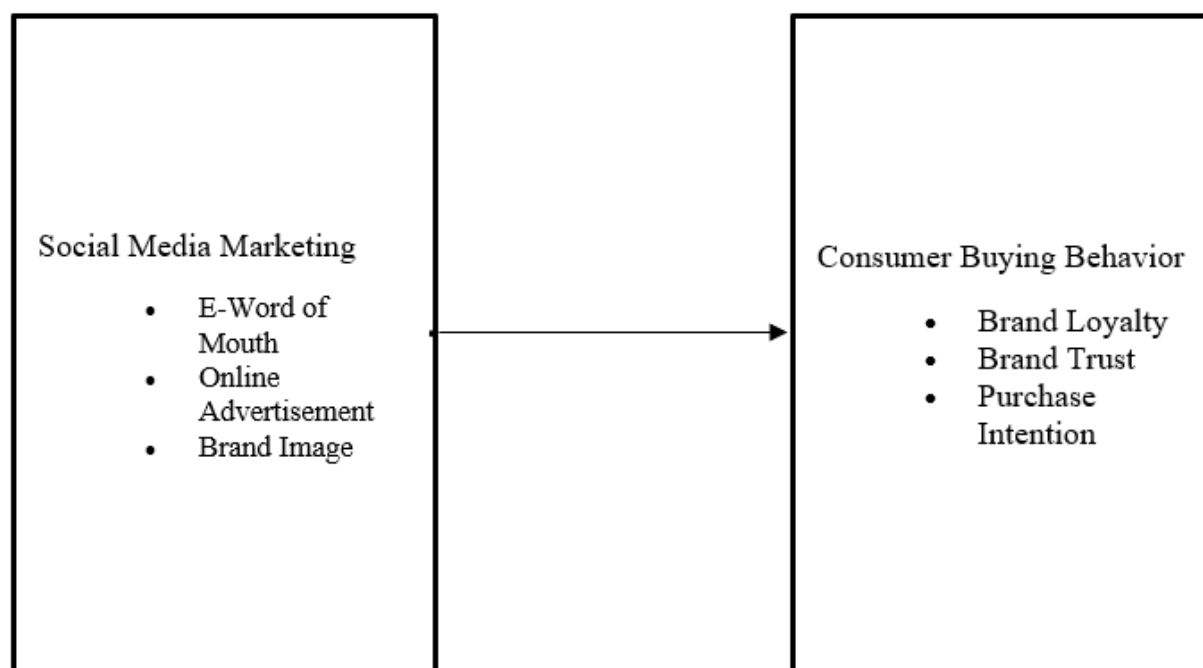 Social Media Marketing
• E-Word of
Mouth
• Online
Advertisement
• Brand Image
Consumer Buying Behavior
• Brand Loyalty
• Brand Trust
• Purchase
Intention